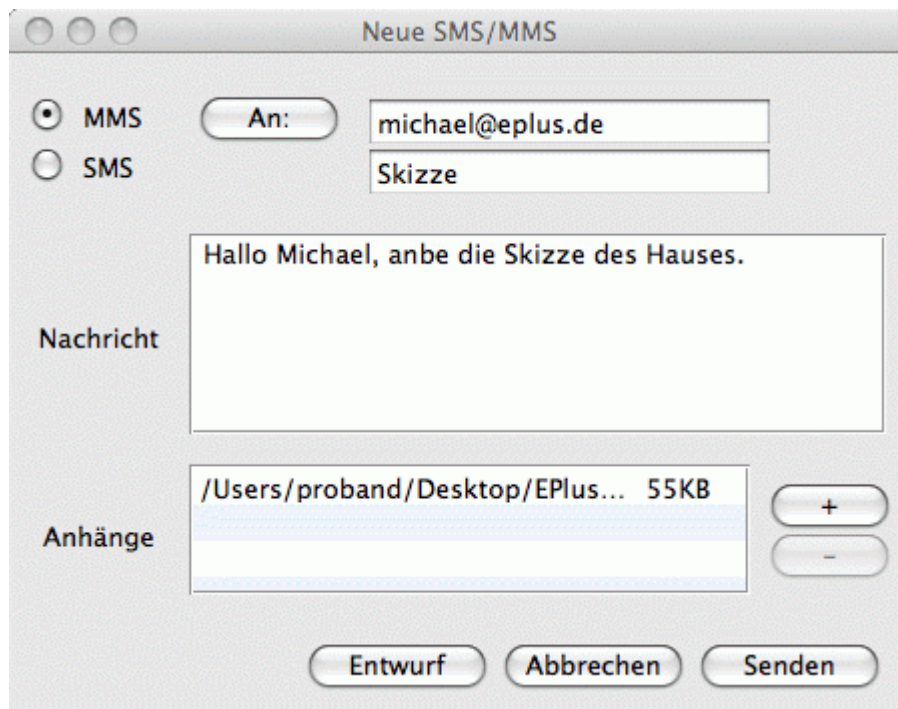 Neue SMS/MMS
MMS An: michael@eplus.de
SMS Skizze
Hallo Michael, anbe die Skizze des Hauses.
Nachricht
/Users/proband/Desktop/EPlus... 55KB
+
Anhänge
-
Entwurf Abbrechen Senden